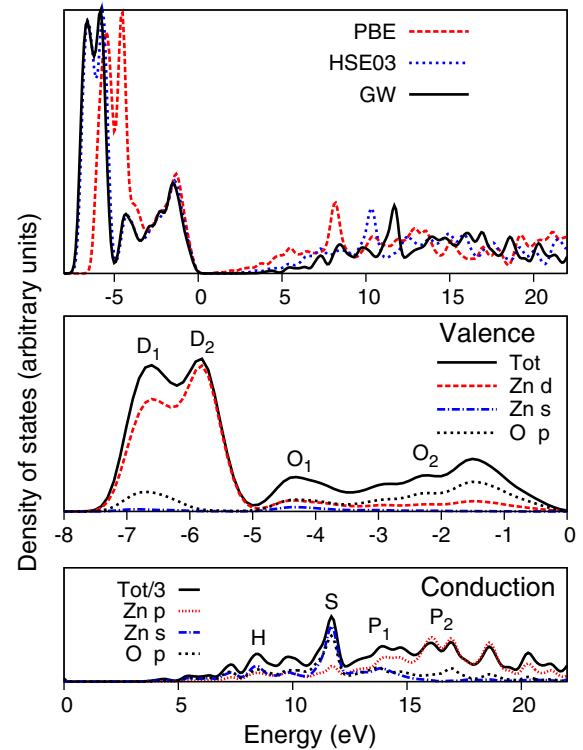 PBE
HSE03
GW
-5 0 5 10 15 20
Density of states (arbitrary units)
Valence
D1 D2
Tot
Zn d
Zn s
O p
O1 O2
-8 -7 -6 -5 -4 -3 -2 -1 0
Conduction
Tot/3
Zn p
Zn s
O p
H S P1 P2
0 5 10 15 20
Energy (eV)